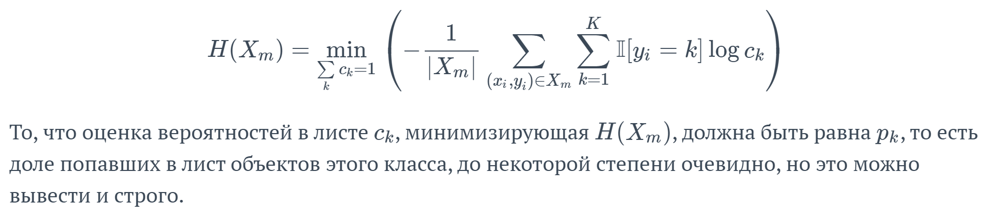 $$H(X_m) = \min_{\sum_k c_k = 1} \left( -\frac{1}{|X_m|} \sum_{(x_i, y_i) \in X_m} \sum_{k=1}^{K} \mathbb{I}[y_i = k] \log c_k \right)$$
То, что оценка вероятностей в листе $c_k$, минимизирующая $H(X_m)$, должна быть равна $p_k$, то есть
доле попавших в лист объектов этого класса, до некоторой степени очевидно, но это можно
вывести и строго.